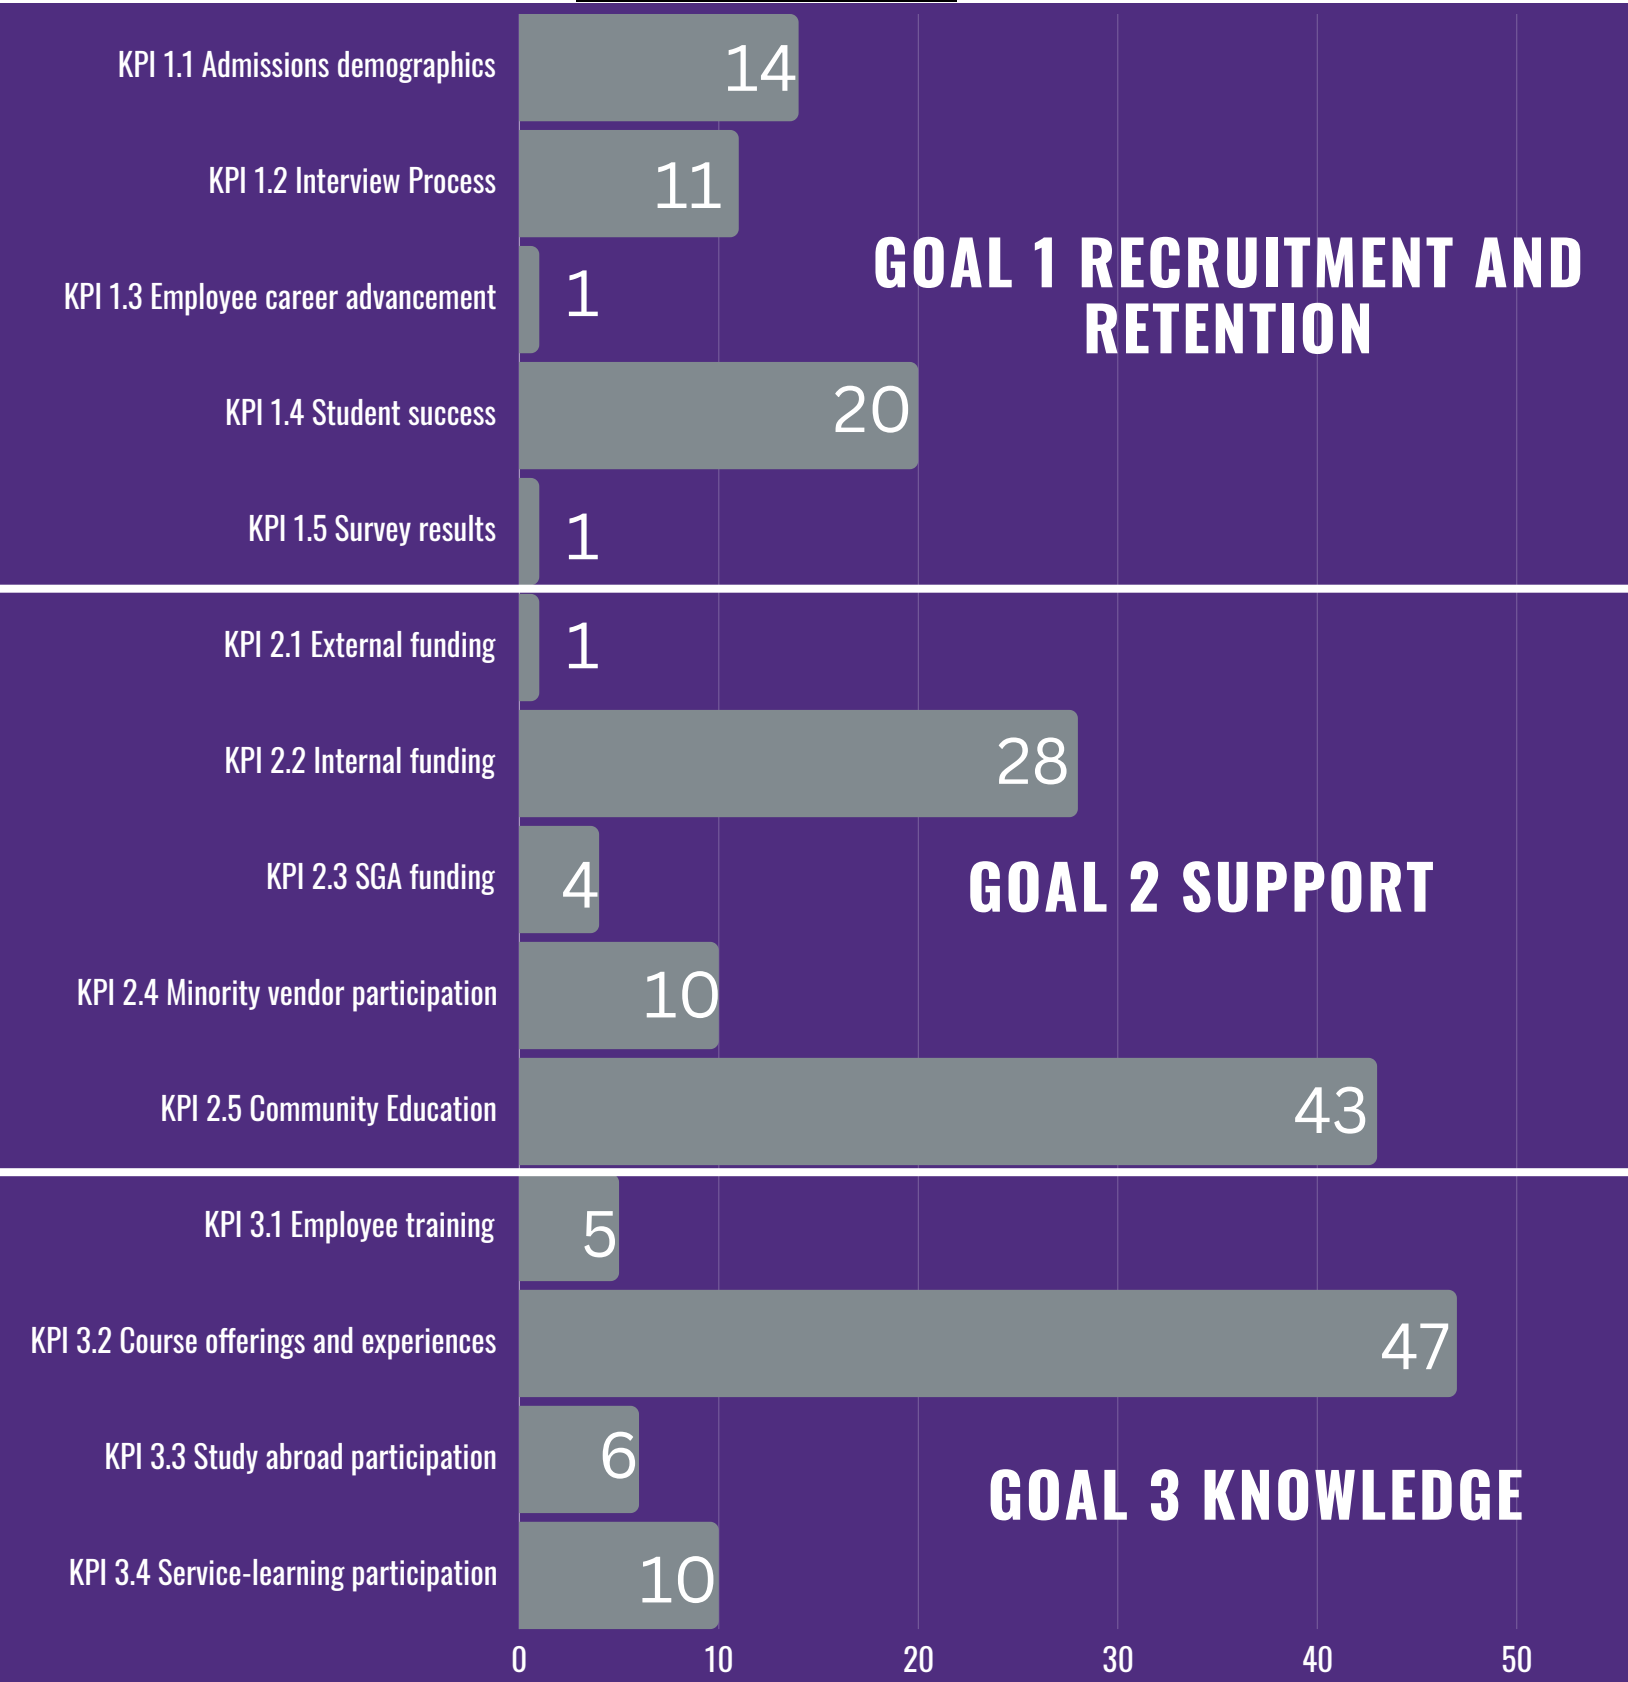 KPI 1.1 Admissions demographics
14
KPI 1.2 Interview Process
11
KPI 1.3 Employee career advancement
1
GOAL 1 RECRUITMENT AND
RETENTION
KPI 1.4 Student success
20
KPI 1.5 Survey results
1
KPI 2.1 External funding
1
KPI 2.2 Internal funding
28
KPI 2.3 SGA funding
4
GOAL 2 SUPPORT
KPI 2.4 Minority vendor participation
10
KPI 2.5 Community Education
43
KPI 3.1 Employee training
5
KPI 3.2 Course offerings and experiences
47
KPI 3.3 Study abroad participation
6
GOAL 3 KNOWLEDGE
KPI 3.4 Service-learning participation
10
0 10 20 30 40 50